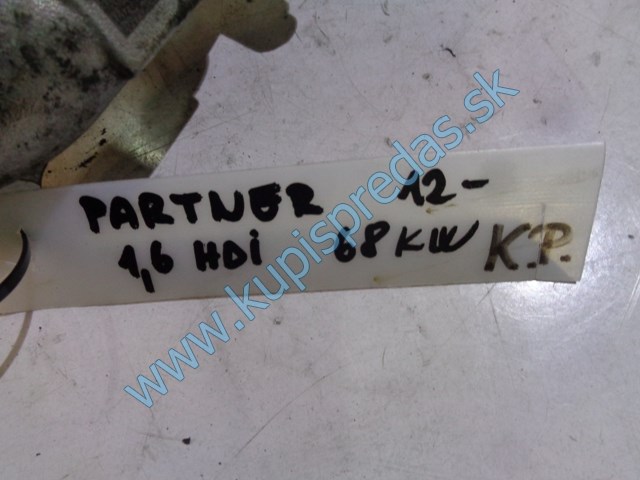 PARTNER 12-
1,6 HDi 68 KW K.P.
www.kupispredas.sk